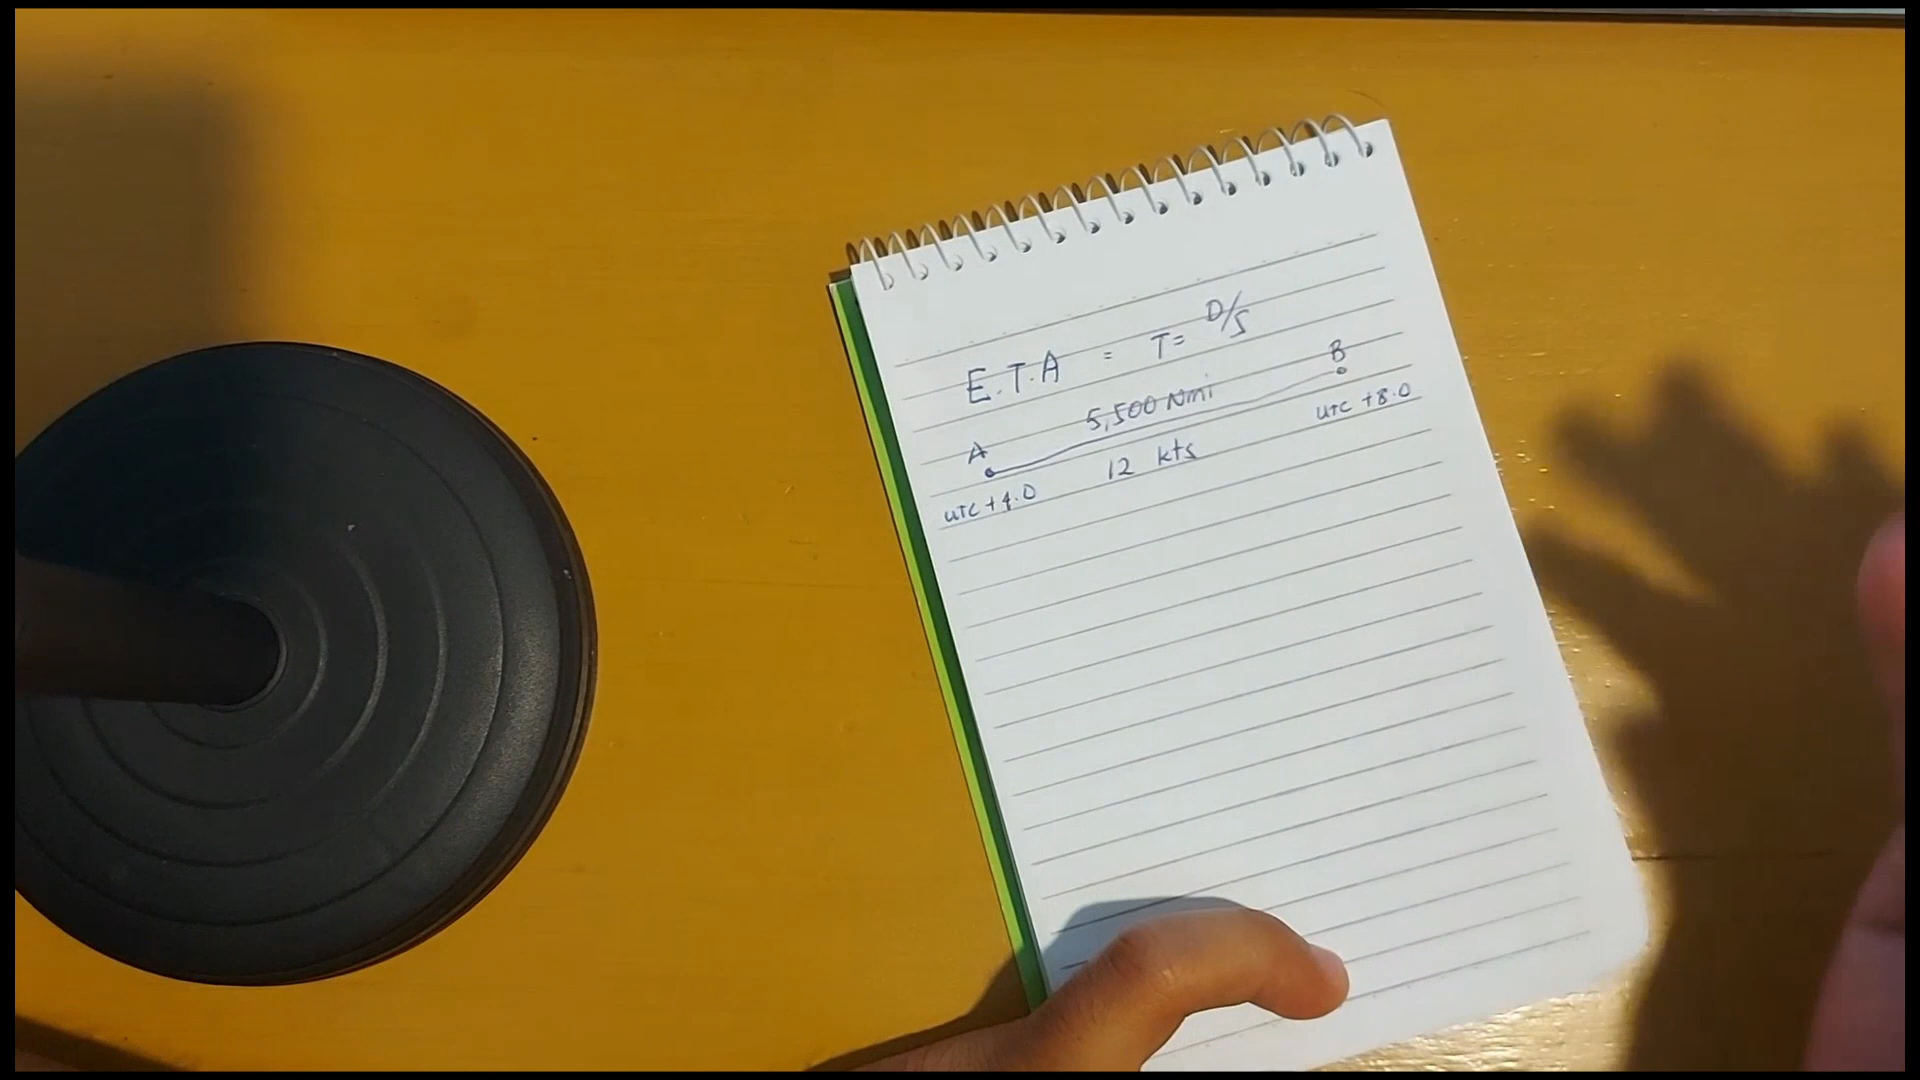 E.T.A = T = D/S
5,500 Nmi
A B
12 kts
UTC +4.0 UTC +8.0